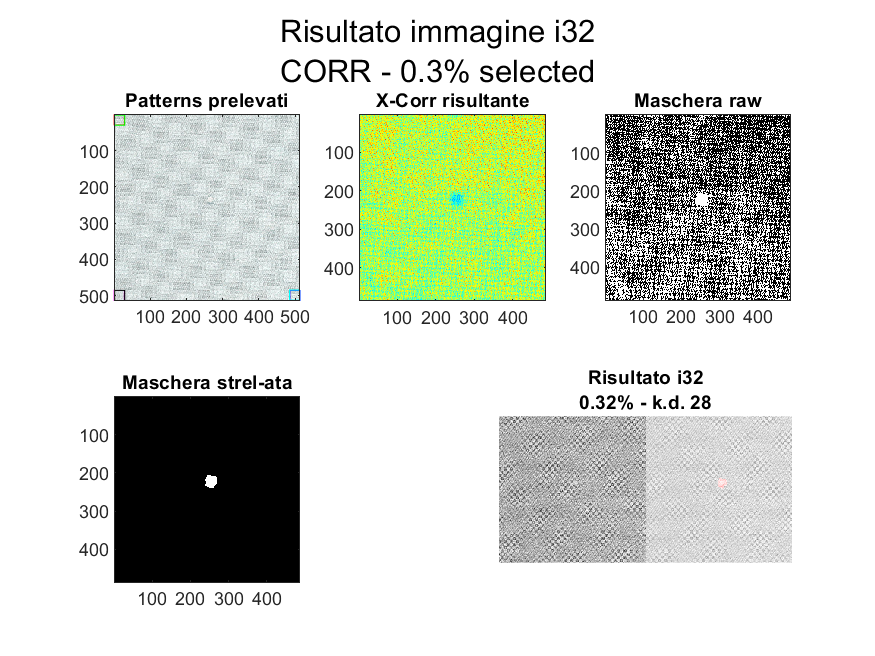 Risultato immagine i32
CORR - 0.3% selected
Patterns prelevati
100
200
300
400
500
100 200 300 400 500
X-Corr risultante
100
200
300
400
100 200 300 400
Maschera raw
100
200
300
400
100 200 300 400
Maschera strel-ata
100
200
300
400
100 200 300 400
Risultato i32
0.32% - k.d. 28